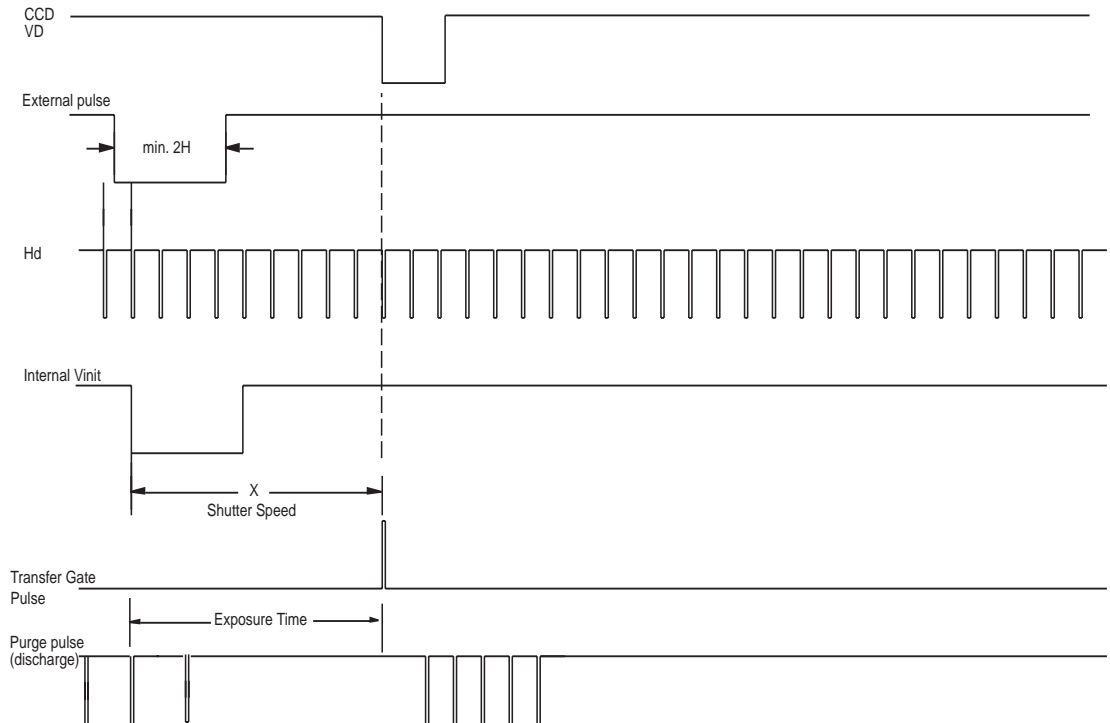 CCD
VD
External pulse
min. 2H
Hd
Internal Vinit
X
Shutter Speed
Transfer Gate
Pulse
Exposure Time
Purge pulse
(discharge)